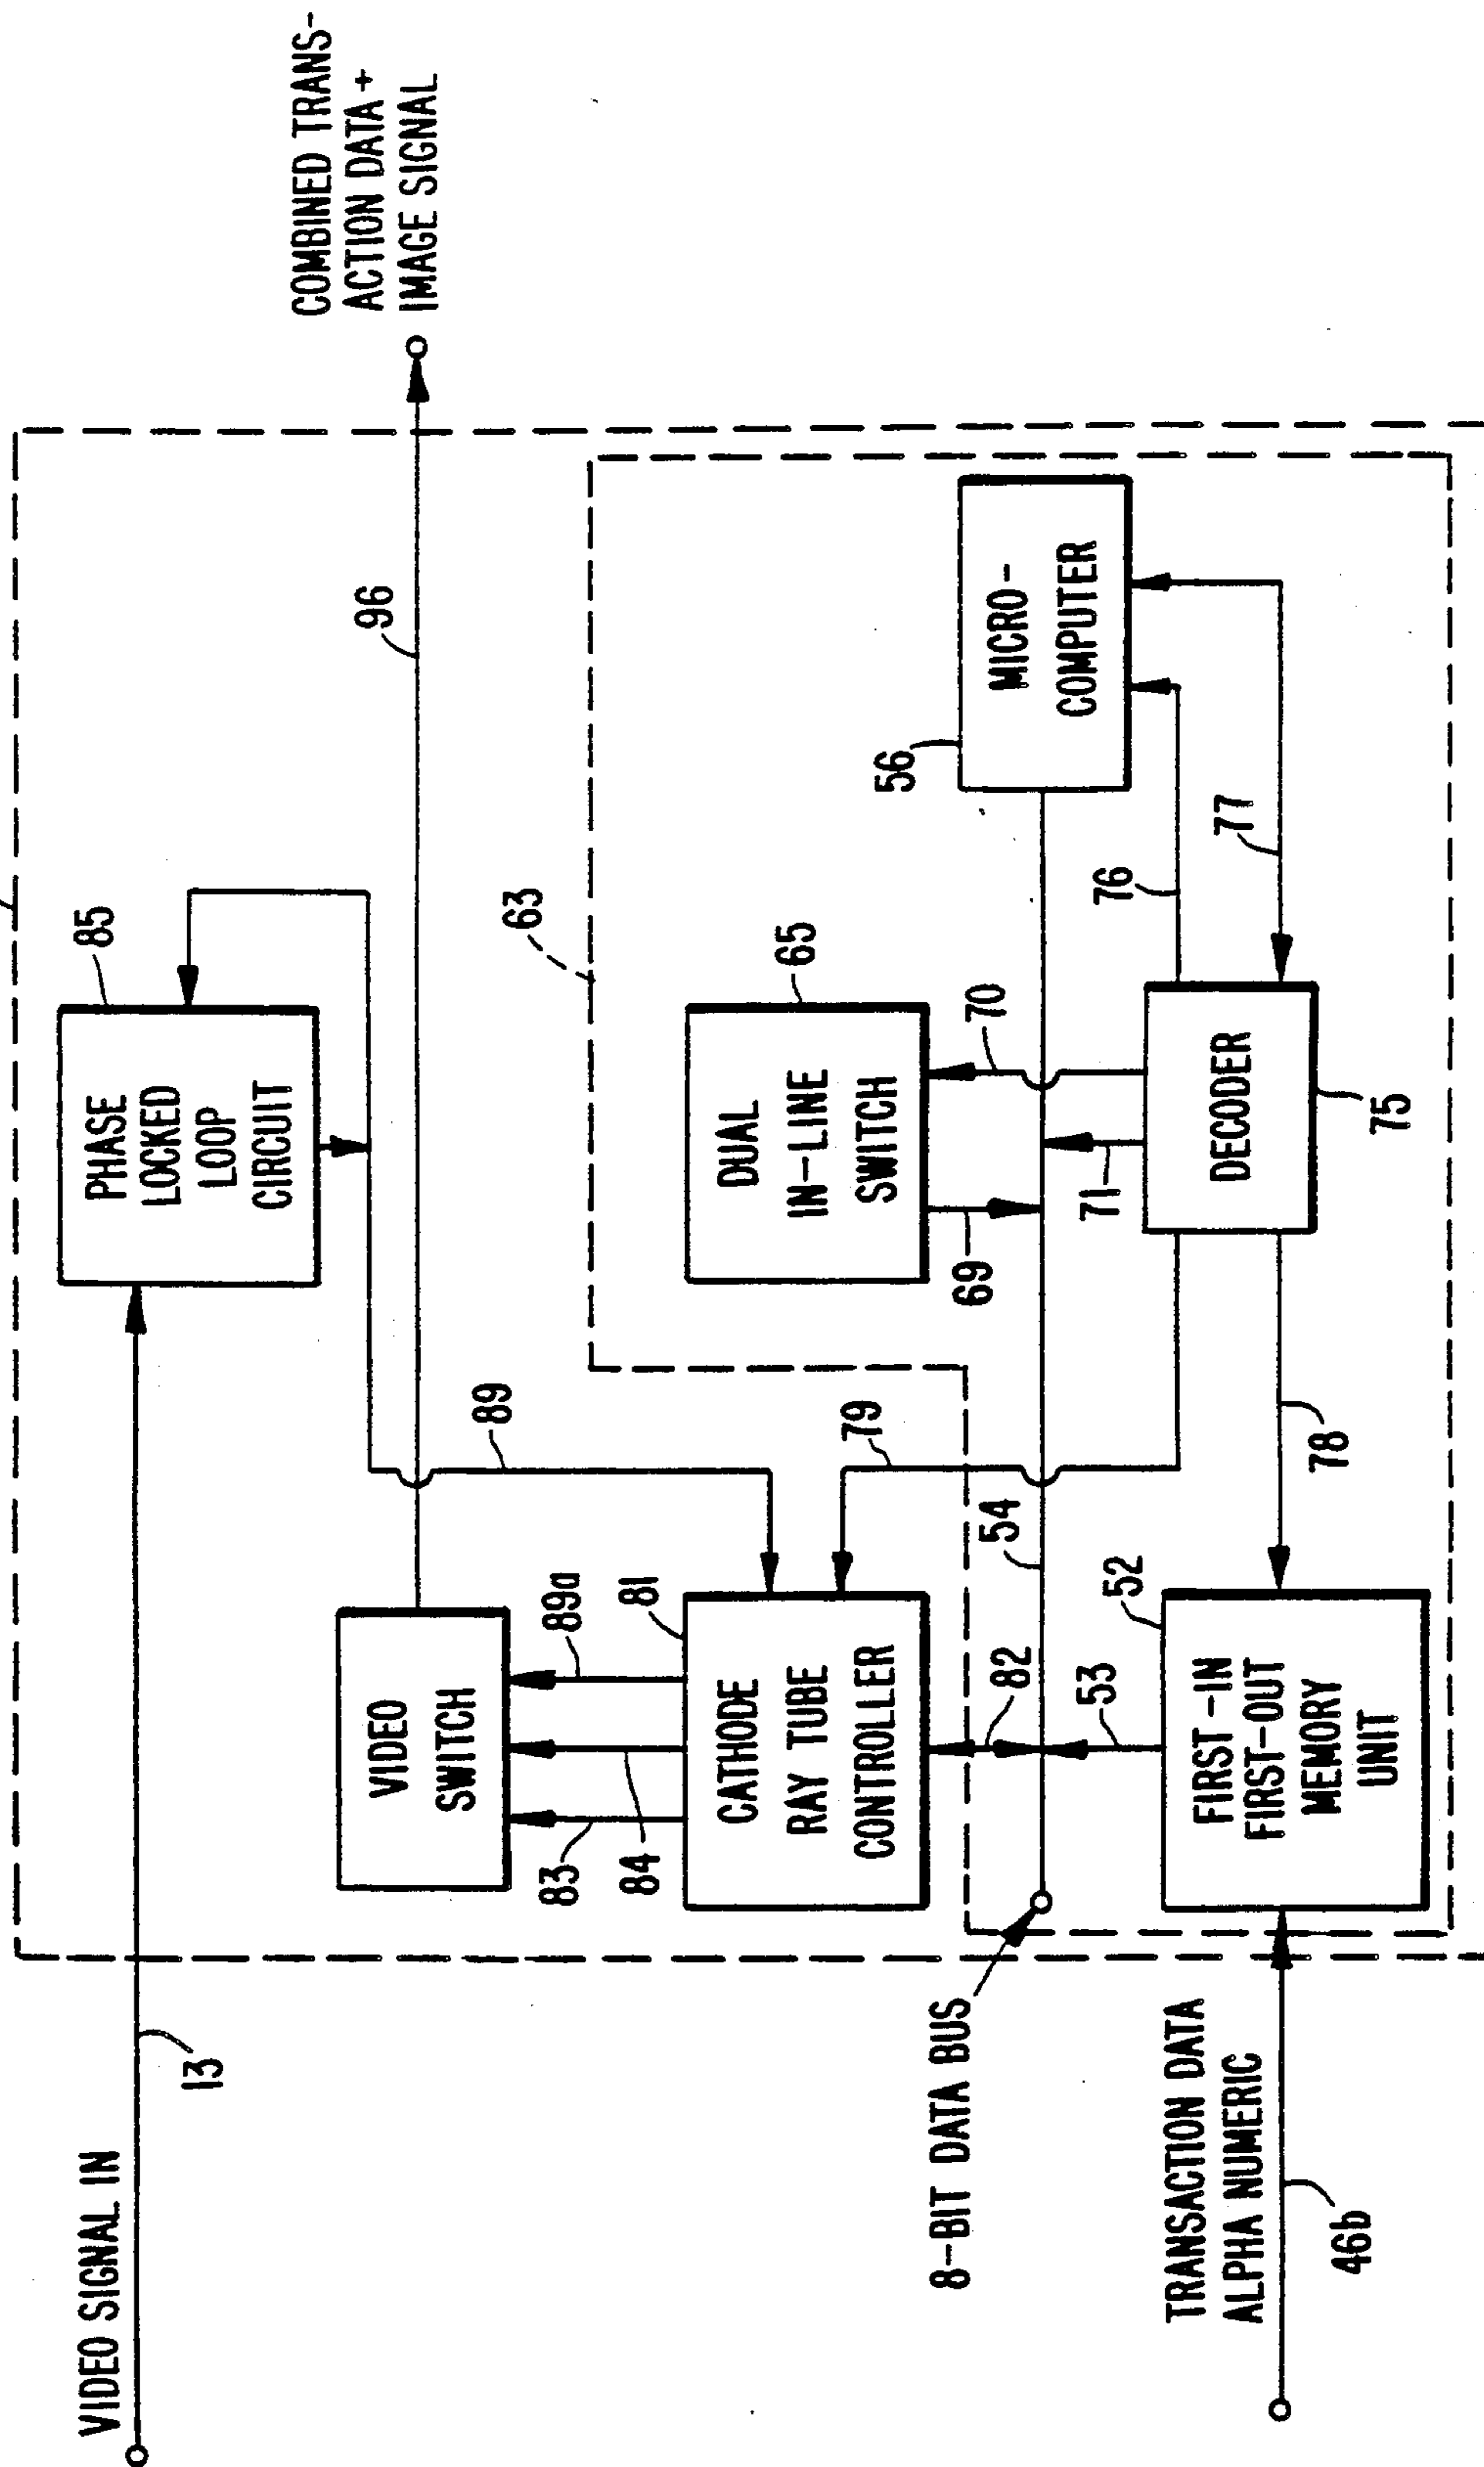 VIDEO SIGNAL IN
13
PHASE
LOCKED
LOOP
CIRCUIT
85
COMBINED TRANS-
ACTION DATA +
IMAGE SIGNAL
96
VIDEO
SWITCH
89
63
83
84
89a
CATHODE
RAY TUBE
CONTROLLER
81
79
DUAL
IN-LINE
SWITCH
65
69
70
71
MICRO-
COMPUTER
56
8-BIT DATA BUS
82
54
53
76
77
DECODER
75
TRANSACTION DATA
ALPHA NUMERIC
46b
FIRST-IN
FIRST-OUT
MEMORY
UNIT
52
78